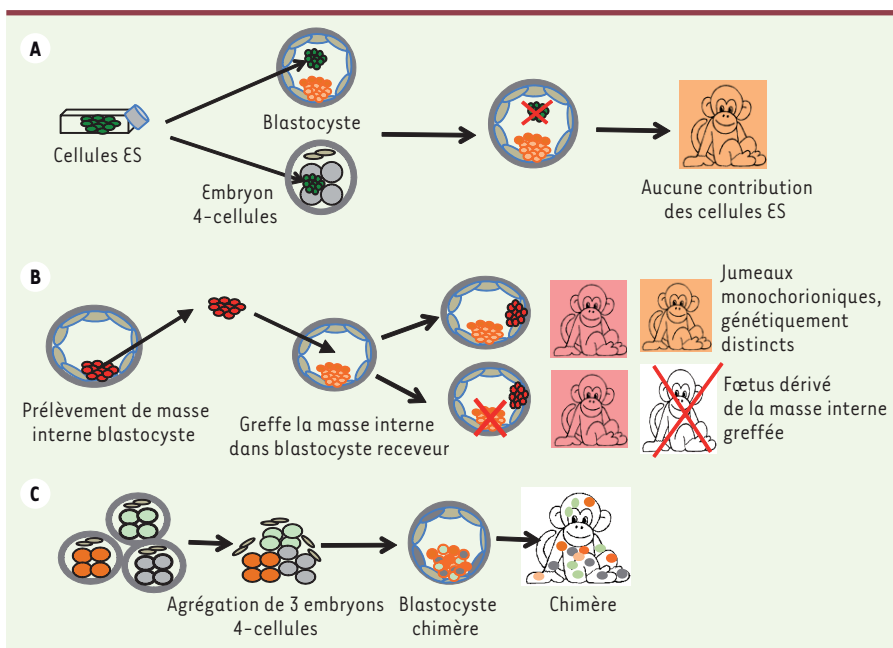 A
Cellules ES
Blastocyste
Embryon
4-cellules
Aucune contribution
des cellules ES
B
Prélèvement de masse
interne blastocyste
Greffe la masse interne
dans blastocyste receveur
Jumeaux
monochorioniques,
génétiquement
distincts
Fœtus dérivé
de la masse interne
greffée
C
Agrégation de 3 embryons
4-cellules
Blastocyste
chimère
Chimère